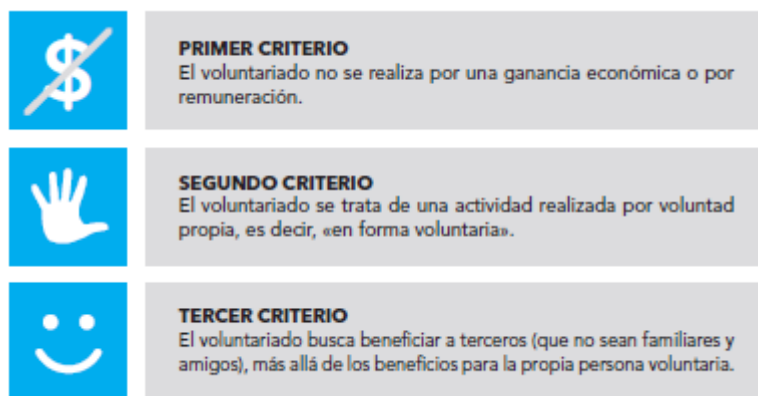 PRIMER CRITERIO
El voluntariado no se realiza por una ganancia económica o por
remuneración.
SEGUNDO CRITERIO
El voluntariado se trata de una actividad realizada por voluntad
propia, es decir, «en forma voluntaria».
TERCER CRITERIO
El voluntariado busca beneficiar a terceros (que no sean familiares y
amigos), más allá de los beneficios para la propia persona voluntaria.